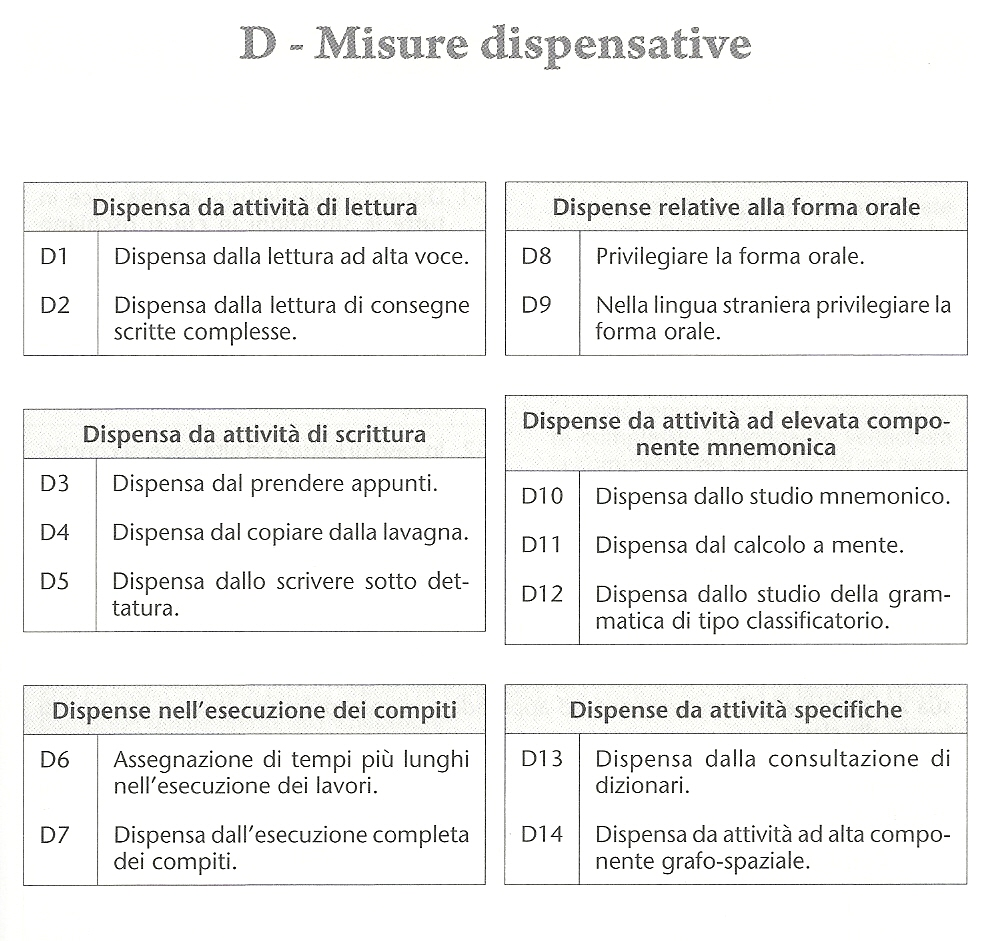 D - Misure dispensative
Dispensa da attività di lettura
D1 Dispensa dalla lettura ad alta voce.
D2 Dispensa dalla lettura di consegne
scritte complesse.
Dispensa da attività di scrittura
D3 Dispensa dal prendere appunti.
D4 Dispensa dal copiare dalla lavagna.
D5 Dispensa dallo scrivere sotto det-
tatura.
Dispense nell'esecuzione dei compiti
D6 Assegnazione di tempi più lunghi
nell'esecuzione dei lavori.
D7 Dispensa dall'esecuzione completa
dei compiti.
Dispense relative alla forma orale
D8 Privilegiare la forma orale.
D9 Nella lingua straniera privilegiare la
forma orale.
Dispense da attività ad elevata compo-
nente mnemonica
D10 Dispensa dallo studio mnemonico.
D11 Dispensa dal calcolo a mente.
D12 Dispensa dallo studio della gram-
matica di tipo classificatorio.
Dispense da attività specifiche
D13 Dispensa dalla consultazione di
dizionari.
D14 Dispensa da attività ad alta compo-
nente grafo-spaziale.